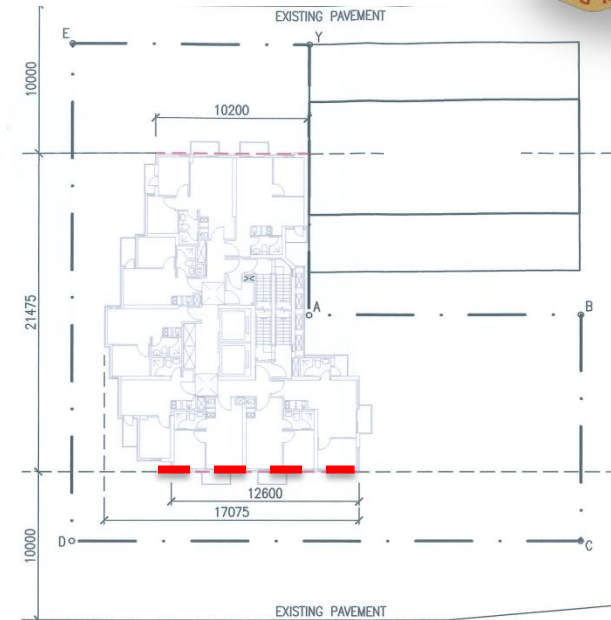 EXISTING PAVEMENT
E
Y
10000
10200
21475
A
B
12600
17075
10000
D
C
EXISTING PAVEMENT